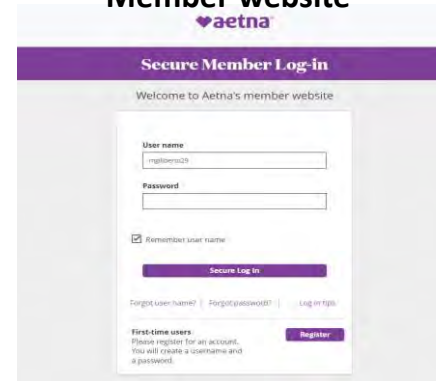 Member website
aetna
Secure Member Log-in
Welcome to Aetna's member website
User name
Password
Remember user name
Secure Log In
Forgot user name? | Forgot password? | Log in tips
First-time users
Please register for an account.
You will create a username and
a password.
Register